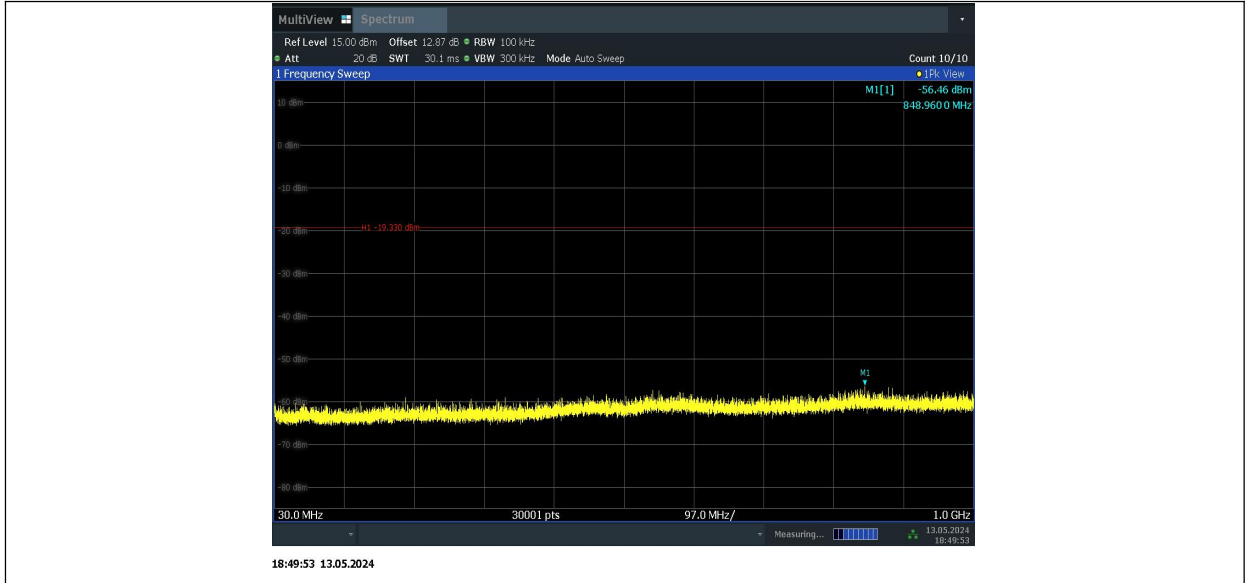 MultiView Spectrum
Ref Level 15.00 dBm Offset 12.87 dB RBW 100 kHz
Att 20 dB SWT 30.1 ms VBW 300 kHz Mode Auto Sweep Count 10/10
1 Frequency Sweep 1Pk View
M1[1] -56.46 dBm
848.9600 MHz
10 dBm
0 dBm
-10 dBm
H1 -19.330 dBm
-20 dBm
-30 dBm
-40 dBm
-50 dBm
M1
-60 dBm
-70 dBm
-80 dBm
30.0 MHz 30001 pts 97.0 MHz/ 1.0 GHz
Measuring... 13.05.2024
18:49:53
18:49:53 13.05.2024